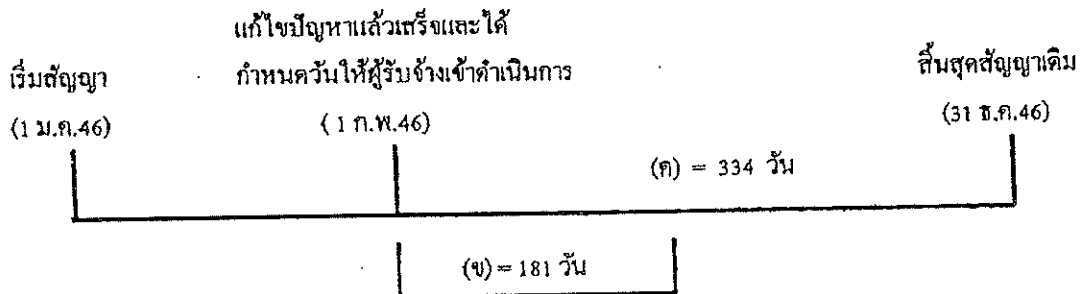 แก้ไขปัญหาแล้วเสร็จและได้
กำหนดวันให้ผู้รับจ้างเข้าดำเนินการ
เริ่มสัญญา
สิ้นสุดสัญญาเดิม
(1 ม.ค.46)
( 1 ก.พ.46)
(31 ธ.ค.46)
(ค) = 334 วัน
(ข) = 181 วัน